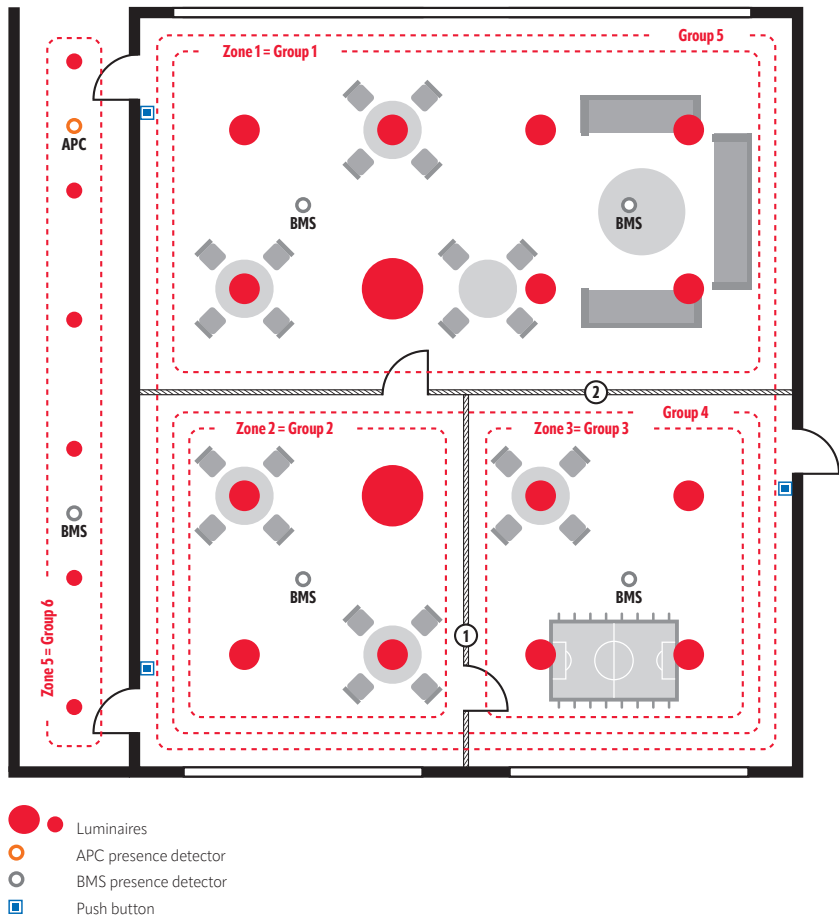 Group 5
Zone 1 = Group 1
APC
BMS
BMS
2
Group 4
Zone 2 = Group 2
Zone 3= Group 3
BMS
BMS
BMS
Zone 5 = Group 6
1
Luminaires
APC presence detector
BMS presence detector
Push button